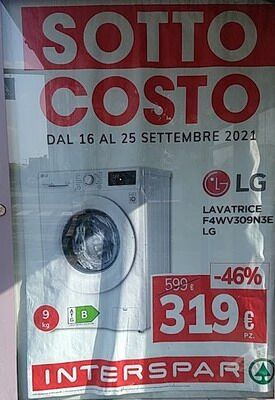 SOTTO
COSTO
DAL 16 AL 25 SETTEMBRE 2021
LG
LAVATRICE
F4WV309N3E
LG
-46%
599 €
319 €
PZ.
9
kg
A
G
B
INTERSPAR